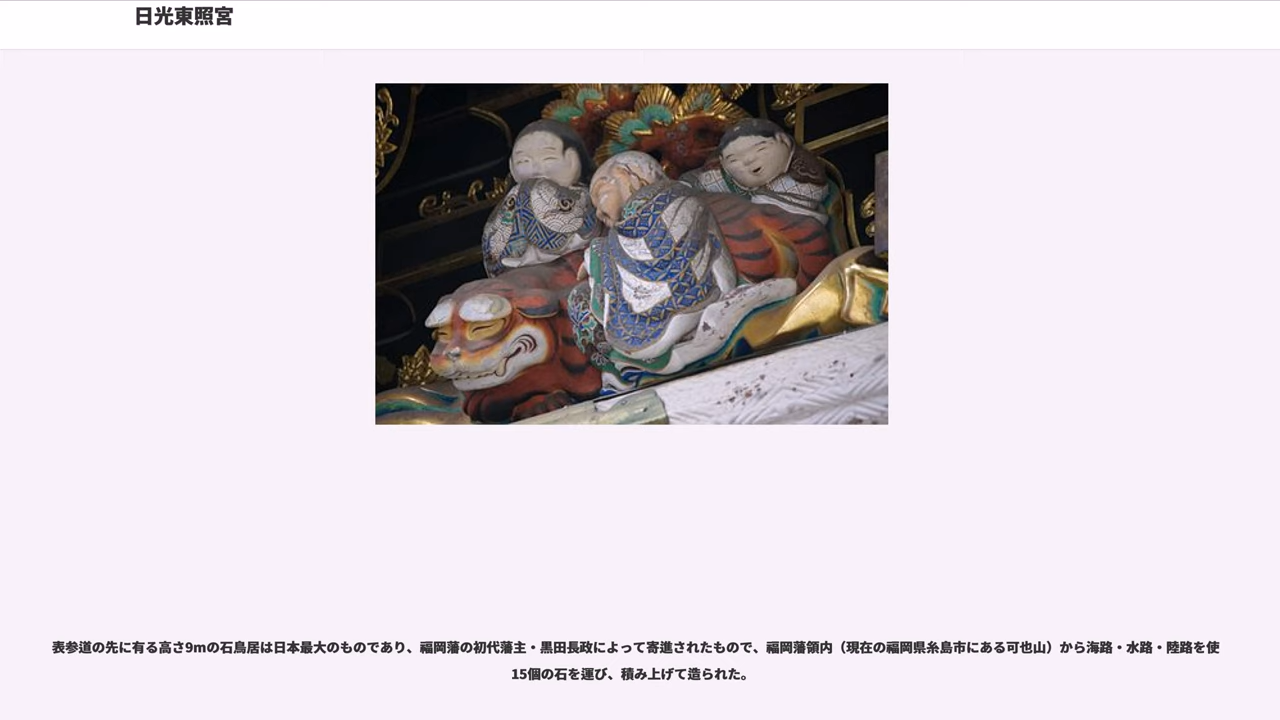 日光東照宮
表参道の先に有る高さ9mの石鳥居は日本最大のものであり、福岡藩の初代藩主・黒田長政によって寄進されたもので、福岡藩領内（現在の福岡県糸島市にある可也山）から海路・水路・陸路を使
15個の石を運び、積み上げて造られた。